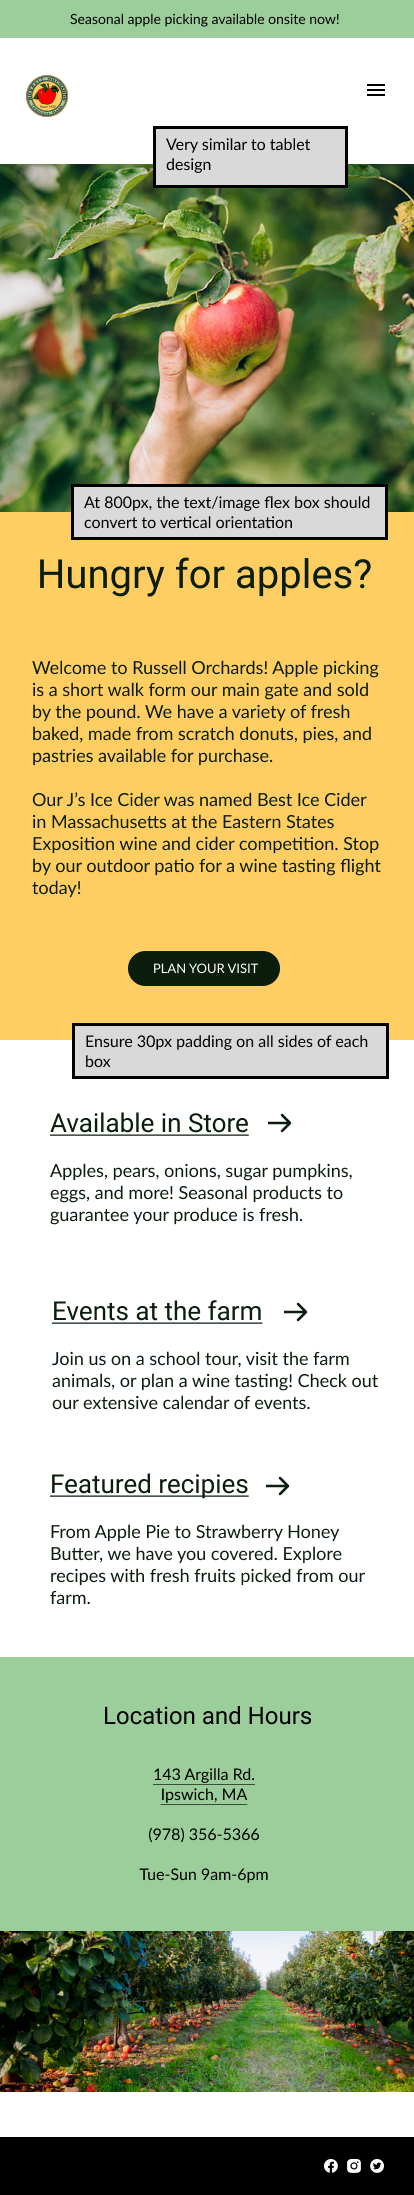 Seasonal apple picking available onsite now!
Very similar to tablet
design
At 800px, the text/image flex box should
convert to vertical orientation
Hungry for apples?
Welcome to Russell Orchards! Apple picking
is a short walk form our main gate and sold
by the pound. We have a variety of fresh
baked, made from scratch donuts, pies, and
pastries available for purchase.
Our J’s Ice Cider was named Best Ice Cider
in Massachusetts at the Eastern States
Exposition wine and cider competition. Stop
by our outdoor patio for a wine tasting flight
today!
PLAN YOUR VISIT
Ensure 30px padding on all sides of each
box
Available in Store
Apples, pears, onions, sugar pumpkins,
eggs, and more! Seasonal products to
guarantee your produce is fresh.
Events at the farm
Join us on a school tour, visit the farm
animals, or plan a wine tasting! Check out
our extensive calendar of events.
Featured recipies
From Apple Pie to Strawberry Honey
Butter, we have you covered. Explore
recipes with fresh fruits picked from our
farm.
Location and Hours
143 Argilla Rd.
Ipswich, MA
(978) 356-5366
Tue-Sun 9am-6pm